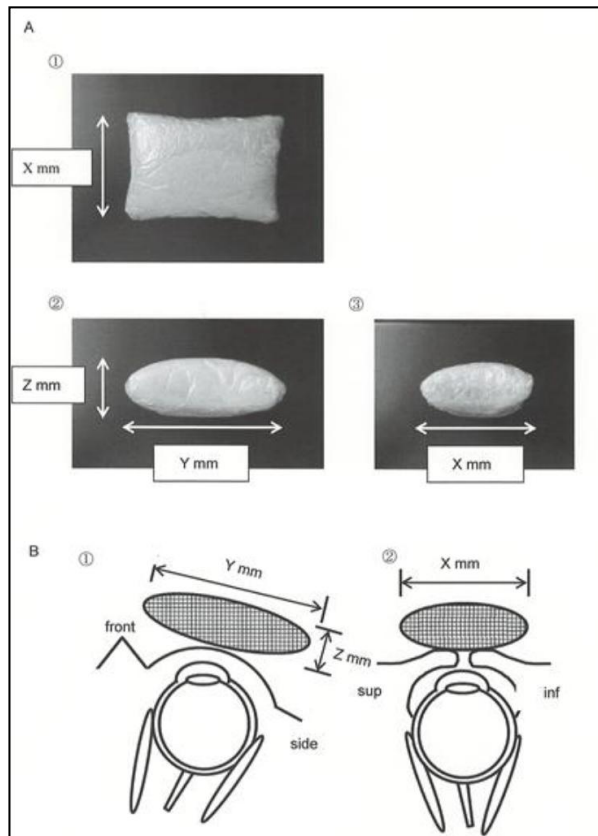 A
①
X mm
②
③
Z mm
Y mm
X mm
B
①
②
Y mm
X mm
front
Z mm
sup
inf
side